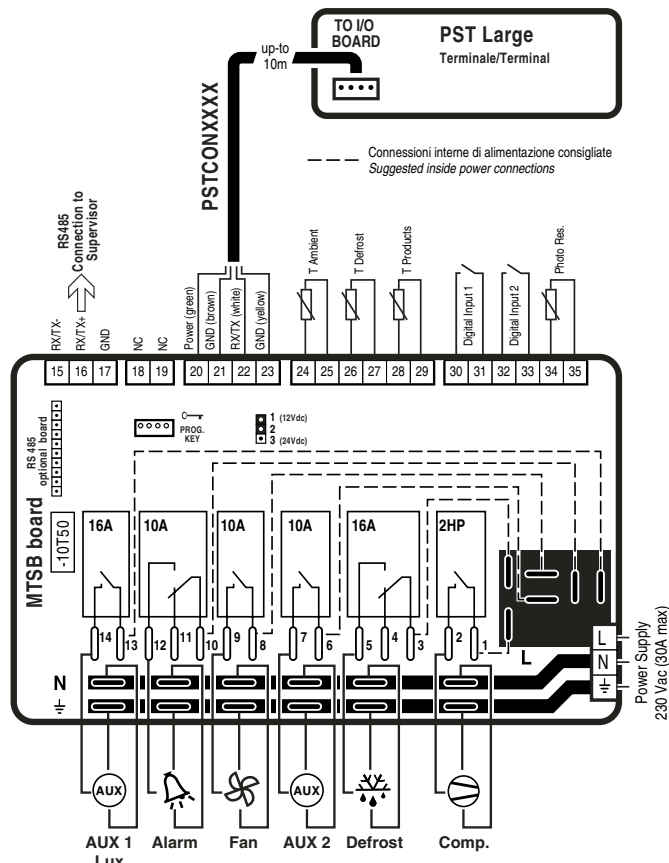 TO I/O
BOARD
PST Large
Terminale/Terminal
up-to
10m
PSTCONXXXX
Connessioni interne di alimentazione consigliate
Suggested inside power connections
RS485
Connection to
Supervisor
RX/TX-
RX/TX+
GND
NC
NC
Power (green)
GND (brown)
RX/TX (white)
GND (yellow)
T Ambient
T Defrost
T Products
Digital Input 1
Digital Input 2
Photo Res.
15 16 17 18 19 20 21 22 23 24 25 26 27 28 29 30 31 32 33 34 35
RS 485
optional board
PROG.
KEY
1 (12Vdc)
2
3 (24Vdc)
MTSB board
-10T50
16A 10A 10A 10A 16A 2HP
14 13 12 11 10 9 8 7 6 5 4 3 2 1
L
L
N
N
Power Supply
230 Vac (30A max)
AUX
AUX
AUX 1 Alarm Fan AUX 2 Defrost Comp.
Lux